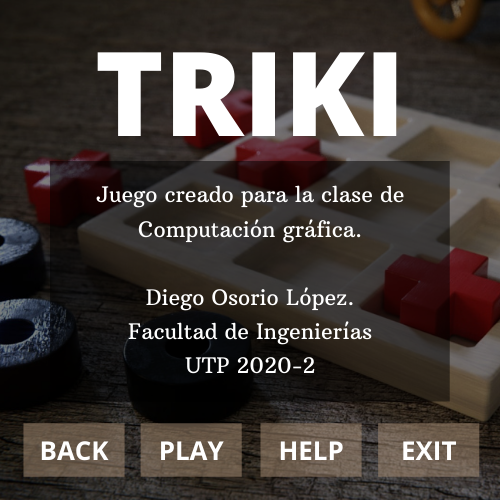 TRIKI
Juego creado para la clase de
Computación gráfica.
Diego Osorio López.
Facultad de Ingenierías
UTP 2020-2
BACK PLAY HELP EXIT